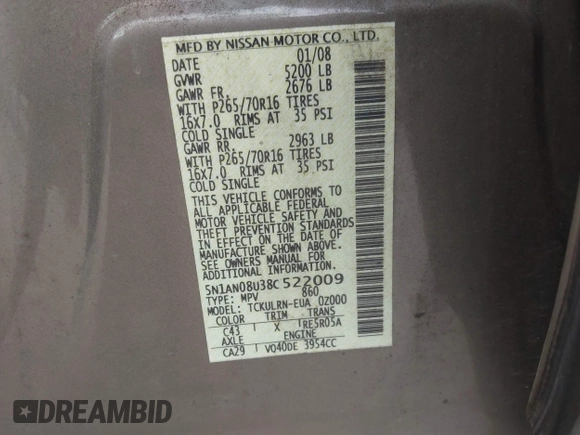 MFD BY NISSAN MOTOR CO., LTD.
DATE 01/08
GVWR 5200 LB
GAWR FR. 2676 LB
WITH P265/70R16 TIRES
16X7.0 RIMS AT 35 PSI
COLD SINGLE
GAWR RR. 2963 LB
WITH P265/70R16 TIRES
16X7.0 RIMS AT 35 PSI
COLD SINGLE
THIS VEHICLE CONFORMS TO
ALL APPLICABLE FEDERAL
MOTOR VEHICLE SAFETY AND
THEFT PREVENTION STANDARDS
IN EFFECT ON THE DATE OF
MANUFACTURE SHOWN ABOVE.
SEE OWNERS MANUAL FOR
ADDITIONAL INFORMATION.
5N1AN08U38C522009
TYPE: MPV 860
MODEL: TCKULRN-EUA 0Z000
COLOR TRIM TRANS
C43 X RE5R05A
AXLE ENGINE
CA29 VQ40DE 3954CC
DREAMBID